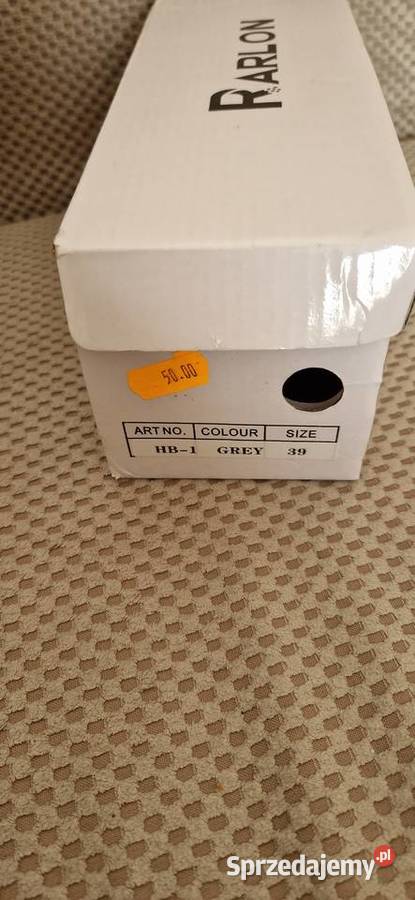 RARLON
50.00
ART NO. COLOUR SIZE
HB-1 GREY 39
Sprzedajemy.pl